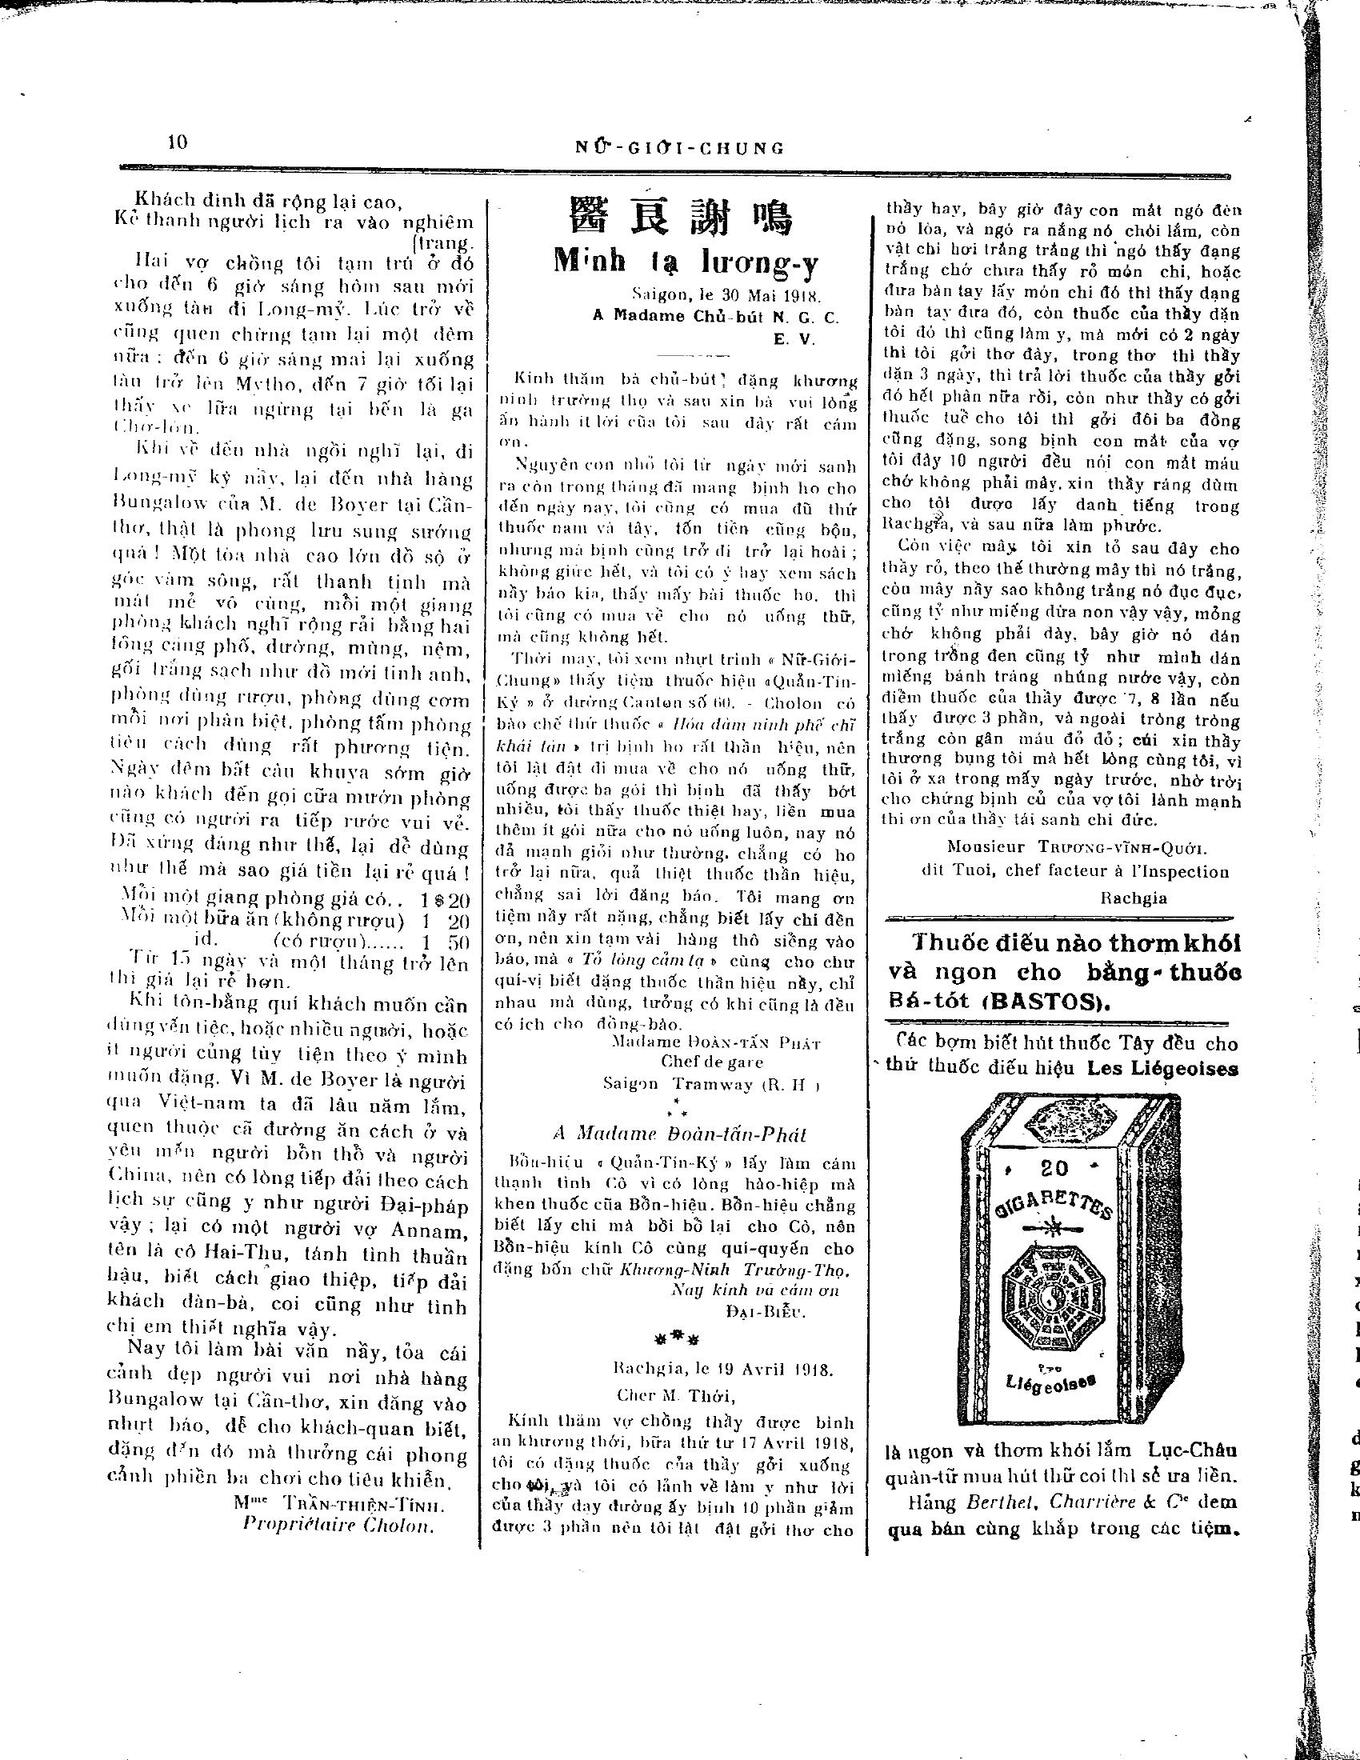 10
NỮ-GIỚI-CHUNG
Khách đình đã rộng lại cao,
Kẻ thanh người lịch ra vào nghiêm
[trang.
Hai vợ chồng tôi tạm trú ở đó
cho đến 6 giờ sáng hôm sau mới
xuống tàu đi Long-mỷ. Lúc trở về
cũng quen chừng tạm lại một đêm
nữa : đến 6 giờ sáng mai lại xuống
tàu trở lên Mytho, đến 7 giờ tối lại
thấy xe lữa ngừng tại bến là ga
Chợ-lớn.
Khi về đến nhà ngồi nghĩ lại, đi
Long-mỹ kỳ nầy, lại đến nhà hàng
Bungalow của M. de Boyer tại Cần-
thơ, thật là phong lưu sung sướng
quá ! Một tòa nhà cao lớn đồ sộ ở
góc vàm sông, rất thanh tịnh mà
mát mẻ vô cùng, mỗi một giang
phòng khách nghĩ rộng rải bằng hai
lồng căng phố, dường, mùng, nệm,
gối trắng sạch như đồ mới tinh anh,
phòng dùng rượu, phòng dùng cơm
mỗi nơi phân biệt, phòng tấm phòng
tiêu cách dùng rất phương tiện.
Ngày đêm bất câu khuya sớm giờ
nào khách đến gọi cữa mướn phòng
cũng có người ra tiếp rước vui vẻ.
Đã xứng đáng như thế, lại dễ dùng
như thế mà sao giá tiền lại rẻ quá !
Mỗi một giang phòng giá có.. 1 $ 20
Mỗi một bữa ăn (không rượu) 1 20
id. (có rượu)...... 1 50
Từ 15 ngày và một tháng trở lên
thì giá lại rẻ hơn.
Khi tôn-bằng quí khách muốn cần
dùng yến tiệc, hoặc nhiều người, hoặc
ít người củng tùy tiện theo ý mình
muốn đặng. Vì M. de Boyer là người
qua Việt-nam ta đã lâu năm lắm,
quen thuộc cã đường ăn cách ở và
yêu mến người bổn thổ và người
China, nên có lòng tiếp đải theo cách
lịch sự cũng y như người Đại-pháp
vậy ; lại có một người vợ Annam,
tên là cô Hai-Thu, tánh tình thuần
hậu, biết cách giao thiệp, tiếp đải
khách đàn-bà, coi cũng như tình
chị em thiết nghĩa vậy.
Nay tôi làm bài văn nầy, tỏa cái
cảnh đẹp người vui nơi nhà hàng
Bungalow tại Cần-thơ, xin đăng vào
nhựt báo, để cho khách-quan biết,
đặng đến đó mà thưởng cái phong
cảnh phiền ba chơi cho tiêu khiển.
Mme TRẦN-THIỆN-TÍNH.
Propriétaire Cholon.
醫良謝鳴
Minh tạ lương-y
Saigon, le 30 Mai 1918.
A Madame Chủ-bút N. G. C.
E. V.
Kính thăm bà chủ-bút; đặng khương
ninh trường thọ và sau xin bà vui lòng
ấn hành ít lời của tôi sau đây rất cám
ơn.
Nguyên con nhỏ tôi từ ngày mới sanh
ra còn trong tháng đã mang bịnh ho cho
đến ngày nay, tôi cũng có mua đủ thứ
thuốc nam và tây, tốn tiền cũng bộn,
nhưng mà bịnh cũng trở đi trở lại hoài ;
không giức hết, và tôi có ý hay xem sách
nầy báo kia, thấy mấy bài thuốc ho, thì
tôi cũng có mua về cho nó uống thữ,
mà cũng không hết.
Thời may, tôi xem nhựt trình « Nữ-Giới-
Chung» thấy tiệm thuốc hiệu «Quản-Tín-
Ký » ở đường Canton số 60. - Cholon có
bào chế thứ thuốc « Hóa đàm ninh phế chĩ
khái tán » trị bịnh ho rất thần hiệu, nên
tôi lật đật đi mua về cho nó uống thữ,
uống được ba gói thì bịnh đã thấy bớt
nhiều, tôi thấy thuốc thiệt hay, liền mua
thêm ít gói nữa cho nó uống luôn, nay nó
đả mạnh giỏi như thường, chẳng có ho
trở lại nữa, quả thiệt thuốc thần hiệu,
chẳng sai lời đăng báo. Tôi mang ơn
tiệm nầy rất nặng, chẳng biết lấy chi đền
ơn, nên xin tạm vài hàng thô siềng vào
báo, mà « Tỏ lòng cảm tạ » cùng cho chư
quí-vị biết đặng thuốc thần hiệu nầy, chỉ
nhau mà dùng, tưởng có khi cũng là đều
có ích cho đồng-bào.
Madame ĐOÀN-TẤN PHÁT
Chef de gare
Saigon Tramway (R. H )
A Madame Đoàn-tấn-Phát
Bổn-hiệu « Quản-Tín-Ký » lấy làm cám
thạnh tình Cô vì có lòng hào-hiệp mà
khen thuốc của Bổn-hiệu. Bổn-hiệu chẳng
biết lấy chi mà bồi bổ lại cho Cô, nên
Bổn-hiệu kính Cô cùng quí-quyến cho
đặng bốn chữ Khương-Ninh Trường-Thọ.
Nay kính và cám ơn
ĐẠI-BIỂU.
Rachgia, le 19 Avril 1918.
Cher M. Thới,
Kính thăm vợ chồng thầy được bình
an khương thới, bữa thứ tư 17 Avril 1918,
tôi có đặng thuốc của thầy gởi xuống
cho tôi, và tôi có lảnh về làm y như lời
của thầy dạy đường ấy bịnh 10 phần giảm
được 3 phần nên tôi lật đật gởi thơ cho
thầy hay, bây giờ đây con mắt ngó đèn
nó lòa, và ngó ra nắng nó chói lắm, còn
vật chi hơi trắng trắng thì ngó thấy đạng
trắng chớ chưa thấy rỏ món chi, hoặc
đưa bàn tay lấy món chi đó thì thấy dạng
bàn tay đưa đó, còn thuốc của thầy dặn
tôi đó thì cũng làm y, mà mới có 2 ngày
thì tôi gởi thơ đây, trong thơ thì thầy
dặn 3 ngày, thì trả lời thuốc của thầy gởi
đó hết phân nữa rồi, còn như thầy có gởi
thuốc tuề cho tôi thì gởi đôi ba đồng
cũng đặng, song bịnh con mắt của vợ
tôi đây 10 người đều nói con mắt máu
chớ không phải mây, xin thầy ráng dùm
cho tôi được lấy danh tiếng trong
Rachgia, và sau nữa làm phước.
Còn việc mây, tôi xin tỏ sau đây cho
thầy rỏ, theo thế thường mây thì nó trắng,
còn mây nầy sao không trắng nó đục đục,
cũng tỷ như miếng dừa non vậy vậy, mỏng
chớ không phải dày, bây giờ nó dán
trong trồng đen cũng tỷ như mình dán
miếng bánh tráng nhúng nước vậy, còn
điềm thuốc của thầy được 7, 8 lần nếu
thấy được 3 phần, và ngoài tròng tròng
trắng còn gân máu đỏ đỏ ; cúi xin thầy
thương bụng tôi mà hết lòng cùng tôi, vì
tôi ở xa trong mấy ngày trước, nhờ trời
cho chứng bịnh củ của vợ tôi lành mạnh
thì ơn của thầy tái sanh chi đức.
Monsieur TRƯƠNG-VĨNH-QUỚI.
dit Tuoi, chef facteur à l'Inspection
Rachgia
Thuốc điếu nào thơm khói
và ngon cho bằng thuốc
Bá-tót (BASTOS).
Các bợm biết hút thuốc Tây đều cho
thứ thuốc điếu hiệu Les Liégeoises
20
CIGARETTES
Liégeoises
là ngon và thơm khói lắm Lục-Châu
quân-tữ mua hút thữ coi thì sẻ ưa liền.
Hảng Berthet, Charrière & Cie đem
qua bán cùng khắp trong các tiệm.